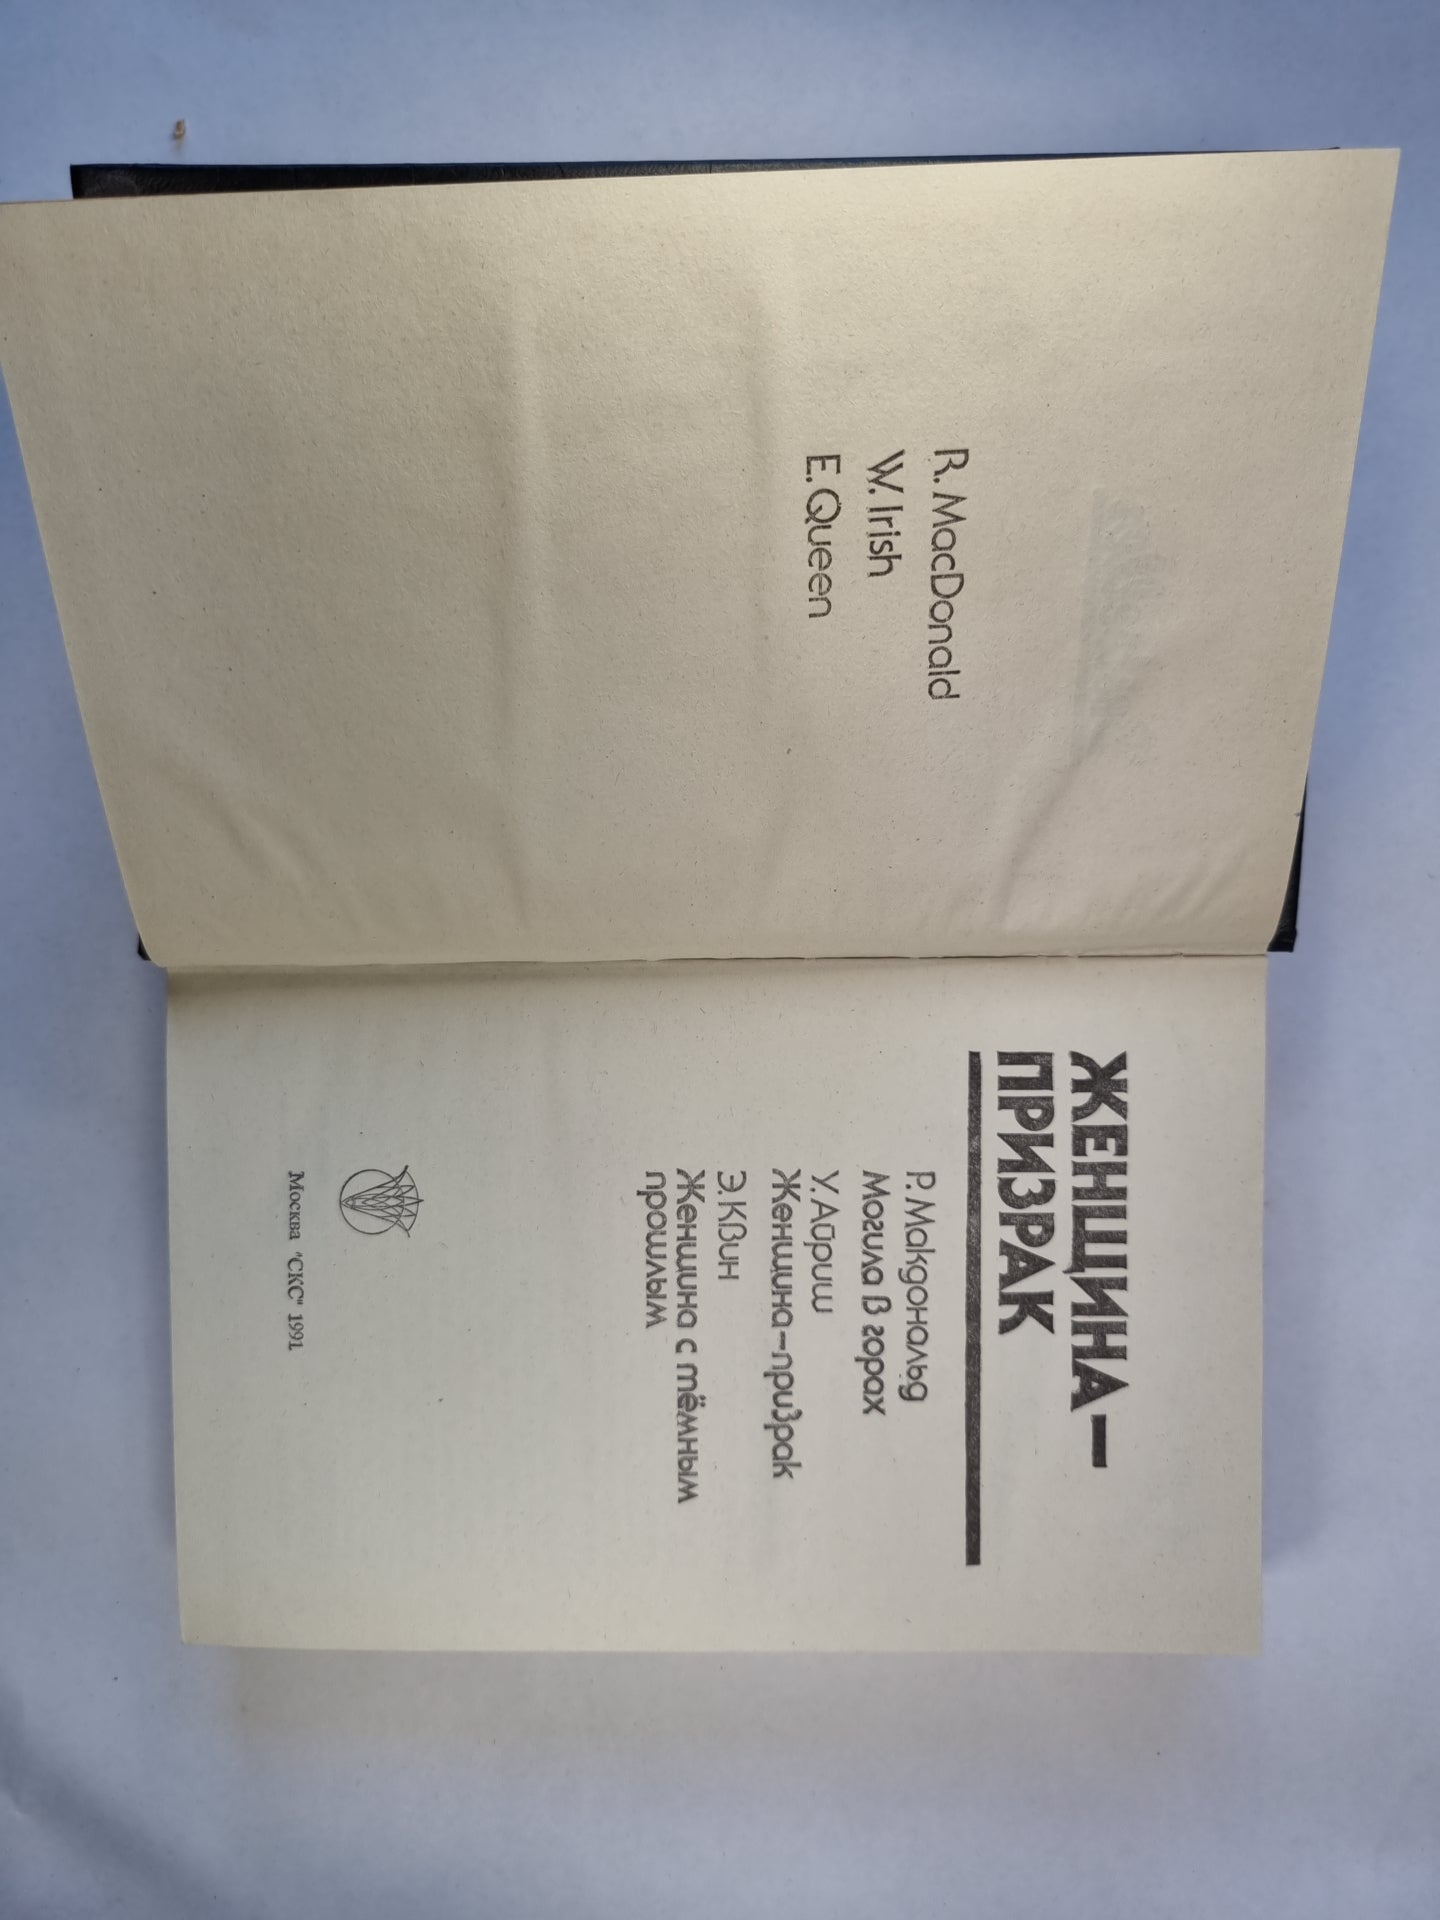 R. MacDonald
W. Irish
E. Queen
ЖЕНЩИНА—
ПРИЗРАК
Р. Макдональд
Могила в горах
У. Айриш
Женщина-призрак
Э. Квин
Женщина с тёмным
прошлым
Москва "СКС" 1991